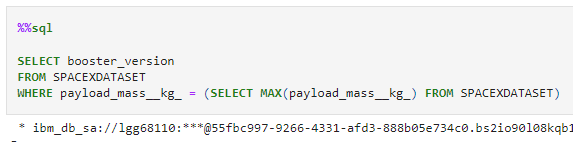 %%sql
SELECT booster_version
FROM SPACEXDATASET
WHERE payload_mass__kg_ = (SELECT MAX(payload_mass__kg_) FROM SPACEXDATASET)
* ibm_db_sa://lgg68110:***@55fbc997-9266-4331-afd3-888b05e734c0.bs2io90l08kqb1